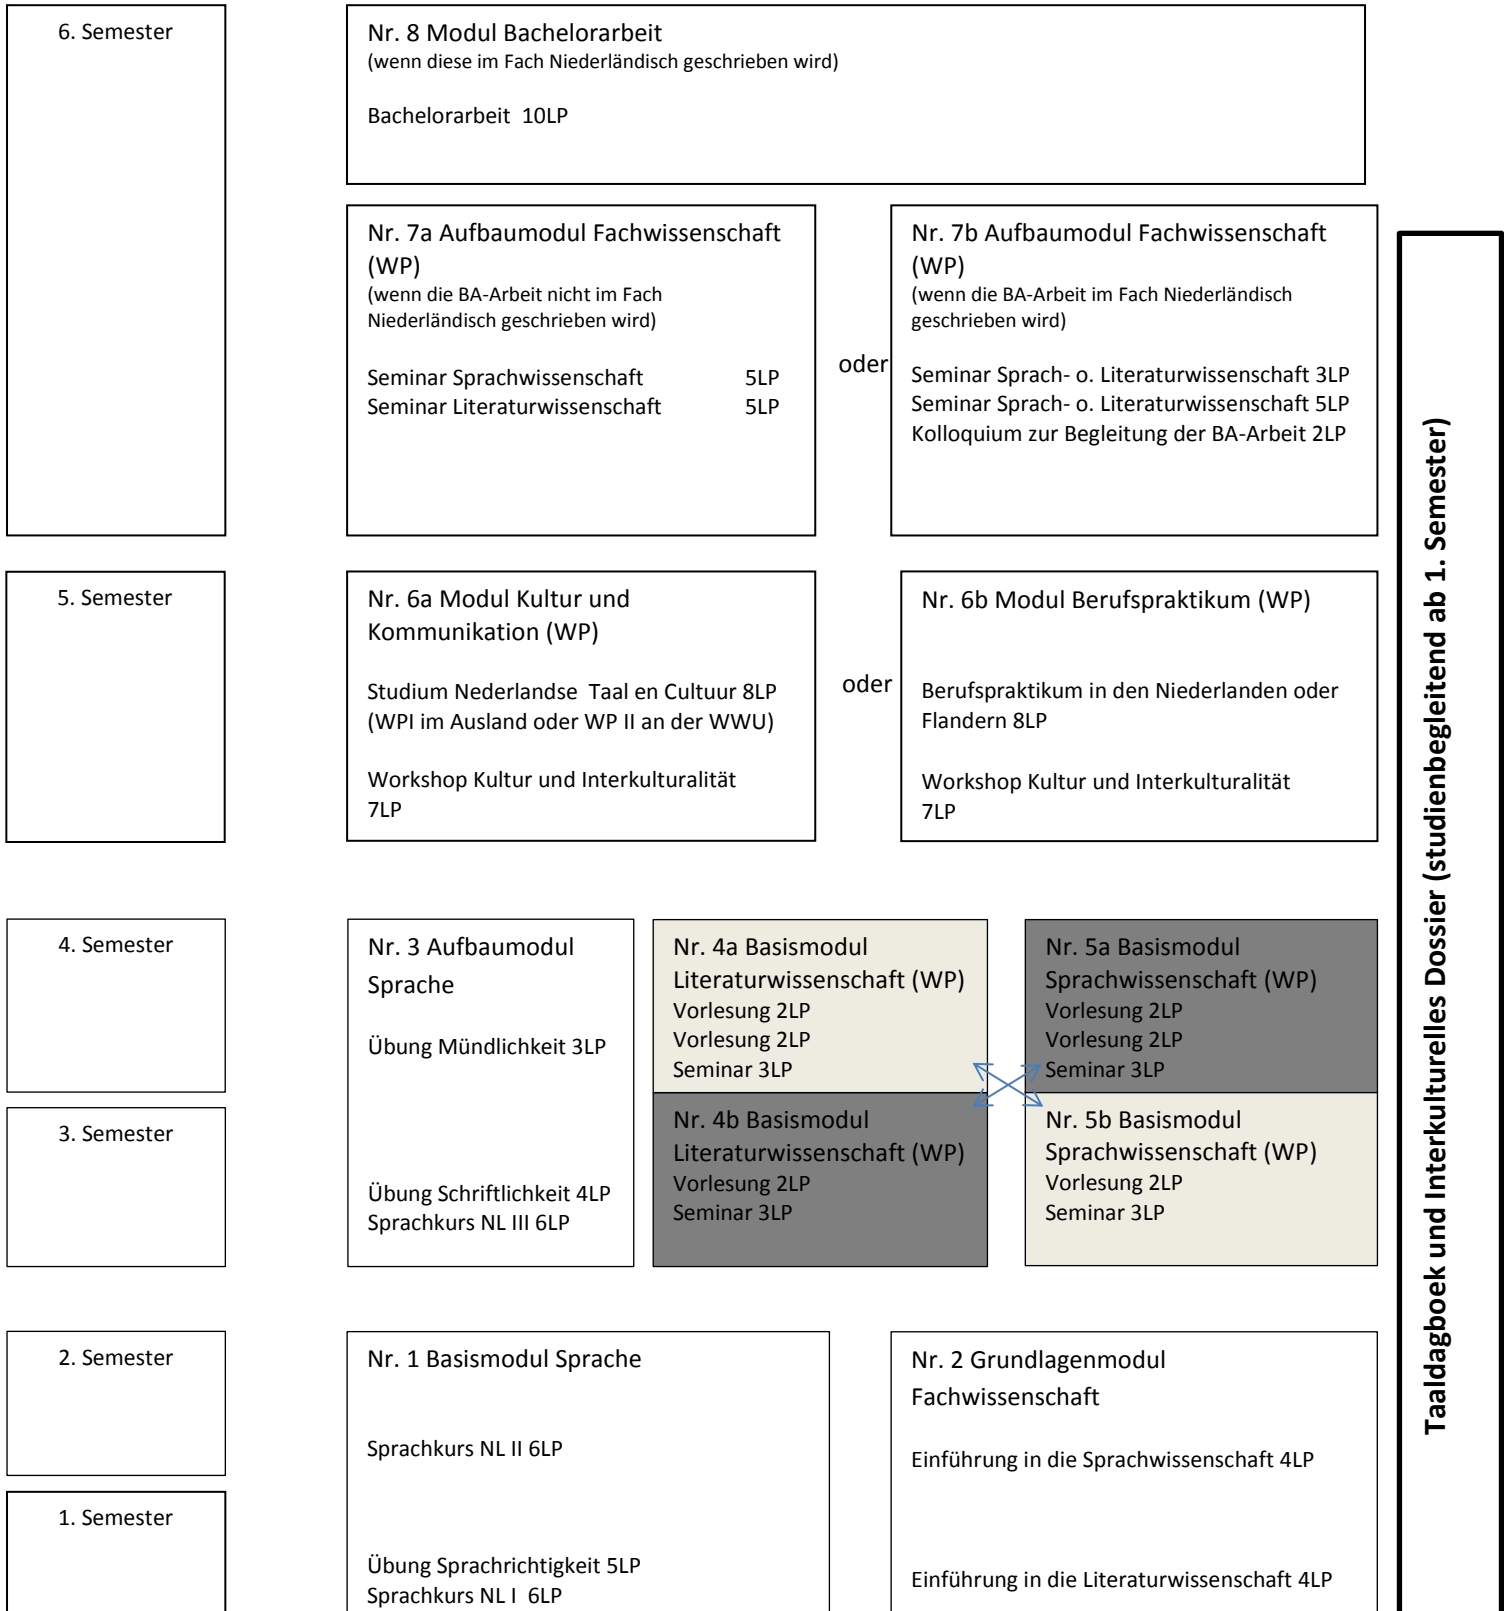 6. Semester
Nr. 8 Modul Bachelorarbeit
(wenn diese im Fach Niederländisch geschrieben wird)
Bachelorarbeit  10LP
Nr. 7a Aufbaumodul Fachwissenschaft
(WP)
(wenn die BA-Arbeit nicht im Fach
Niederländisch geschrieben wird)
Seminar Sprachwissenschaft 5LP
Seminar Literaturwissenschaft 5LP
oder
Nr. 7b Aufbaumodul Fachwissenschaft
(WP)
(wenn die BA-Arbeit im Fach Niederländisch
geschrieben wird)
Seminar Sprach- o. Literaturwissenschaft 3LP
Seminar Sprach- o. Literaturwissenschaft 5LP
Kolloquium zur Begleitung der BA-Arbeit 2LP
5. Semester
Nr. 6a Modul Kultur und
Kommunikation (WP)
Studium Nederlandse  Taal en Cultuur 8LP
(WPI im Ausland oder WP II an der WWU)
Workshop Kultur und Interkulturalität
7LP
oder
Nr. 6b Modul Berufspraktikum (WP)
Berufspraktikum in den Niederlanden oder
Flandern 8LP
Workshop Kultur und Interkulturalität
7LP
4. Semester
3. Semester
Nr. 3 Aufbaumodul
Sprache
Übung Mündlichkeit 3LP
Übung Schriftlichkeit 4LP
Sprachkurs NL III 6LP
Nr. 4a Basismodul
Literaturwissenschaft (WP)
Vorlesung 2LP
Vorlesung 2LP
Seminar 3LP
Nr. 5a Basismodul
Sprachwissenschaft (WP)
Vorlesung 2LP
Vorlesung 2LP
Seminar 3LP
Nr. 4b Basismodul
Literaturwissenschaft (WP)
Vorlesung 2LP
Seminar 3LP
Nr. 5b Basismodul
Sprachwissenschaft (WP)
Vorlesung 2LP
Seminar 3LP
2. Semester
1. Semester
Nr. 1 Basismodul Sprache
Sprachkurs NL II 6LP
Übung Sprachrichtigkeit 5LP
Sprachkurs NL I  6LP
Nr. 2 Grundlagenmodul
Fachwissenschaft
Einführung in die Sprachwissenschaft 4LP
Einführung in die Literaturwissenschaft 4LP
Taaldagboek und Interkulturelles Dossier (studienbegleitend ab 1. Semester)